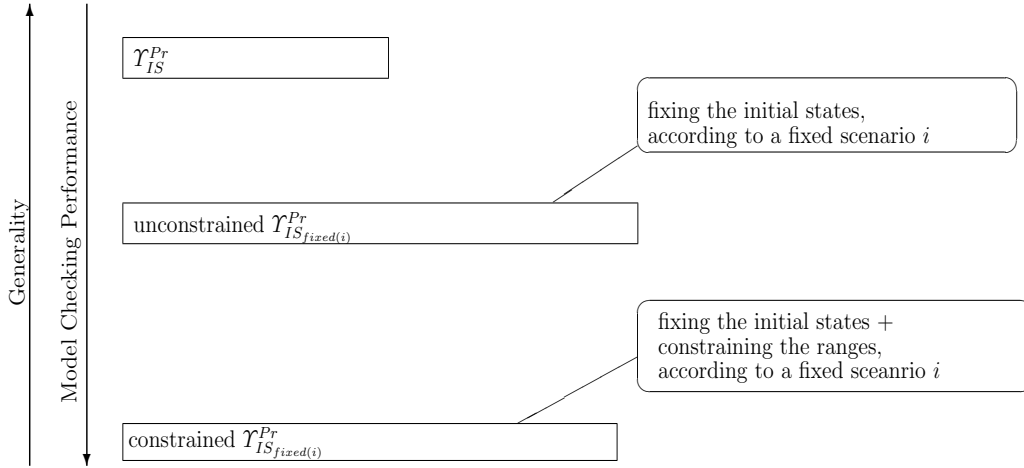 Generality
Model Checking Performance
ϒ^{Pr}_{IS}
fixing the initial states,
according to a fixed scenario i
unconstrained ϒ^{Pr}_{IS_{fixed(i)}}
fixing the initial states +
constraining the ranges,
according to a fixed sceanrio i
constrained ϒ^{Pr}_{IS_{fixed(i)}}